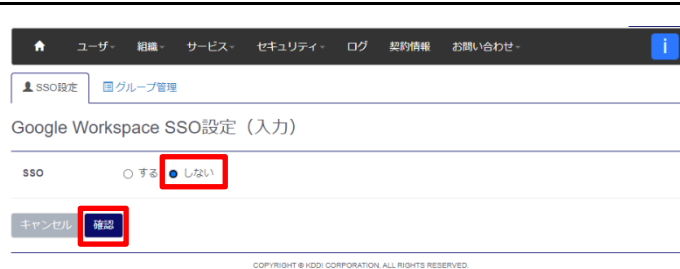 ユーザ 組織 サービス セキュリティ ログ 契約情報 お問い合わせ i
SSO設定 グループ管理
Google Workspace SSO設定（入力）
SSO する しない
キャンセル 確認
COPYRIGHT © KDDI CORPORATION, ALL RIGHTS RESERVED.